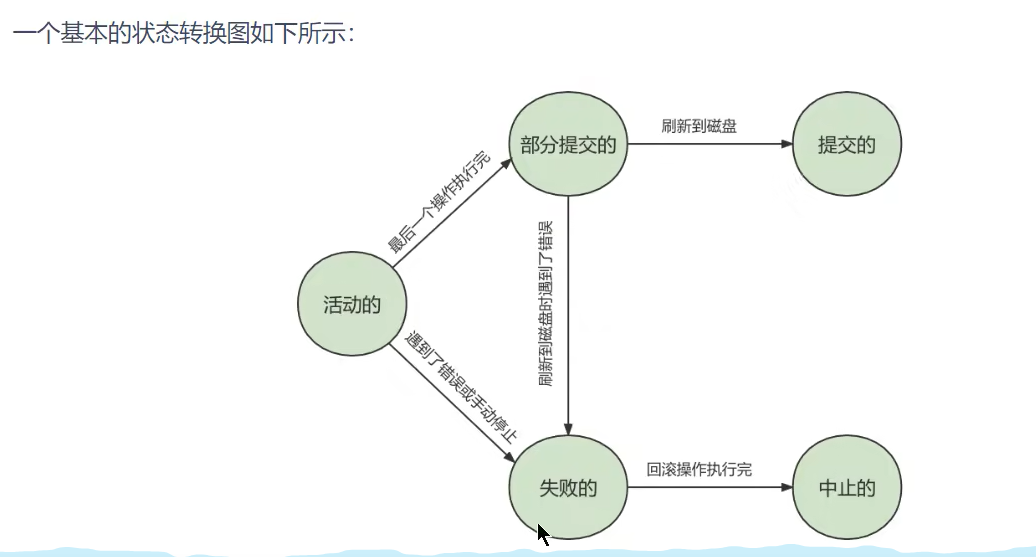 一个基本的状态转换图如下所示：
部分提交的
刷新到磁盘
提交的
最后一个操作执行完
活动的
刷新到磁盘时遇到了错误
遇到了错误或手动停止
失败的
回滚操作执行完
中止的